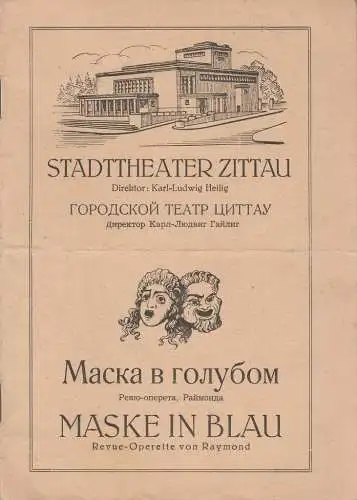 STADTTHEATER ZITTAU
Direktor: Karl-Ludwig Heilig
ГОРОДСКОЙ ТЕАТР ЦИТТАУ
Директор Карл-Людвиг Гайлиг
Маска в голубом
Ревю-оперета, Раймонда
MASKE IN BLAU
Revue-Operette von Raymond